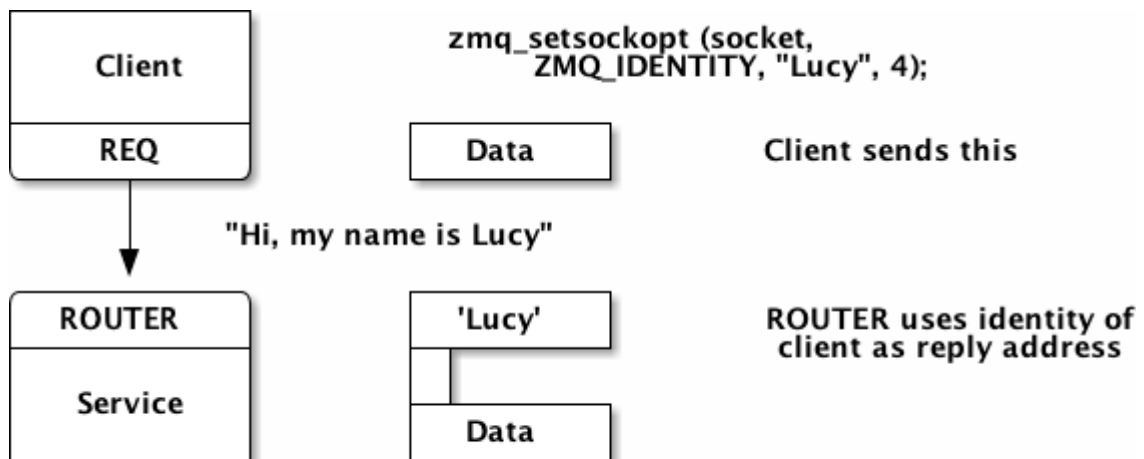 Client
zmq_setsockopt (socket,
ZMQ_IDENTITY, "Lucy", 4);
REQ
Data
Client sends this
"Hi, my name is Lucy"
ROUTER
'Lucy'
ROUTER uses identity of
client as reply address
Service
Data